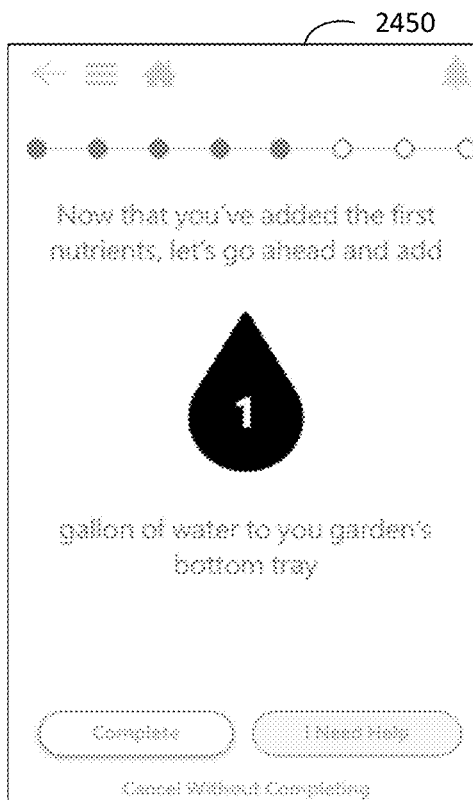 2450
Now that you've added the first
nutrients, let's go ahead and add
1
gallon of water to you garden's
bottom tray
Complete
I Need Help
Cancel Without Completing